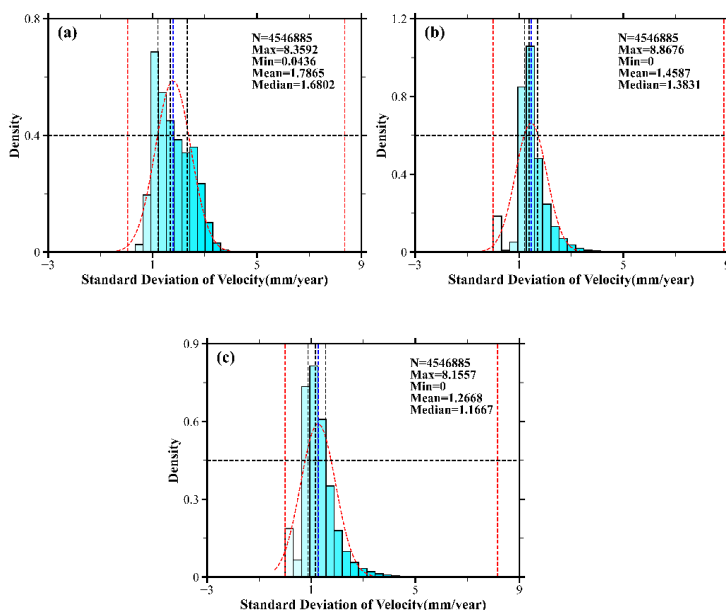 (a)
N=4546885
Max=8.3592
Min=0.0436
Mean=1.7865
Median=1.6802
0.8
0.4
0
Density
-3
1
5
9
Standard Deviation of Velocity(mm/year)
(b)
N=4546885
Max=8.8676
Min=0
Mean=1.4587
Median=1.3831
1.2
0.6
0
Density
-3
1
5
9
Standard Deviation of Velocity(mm/year)
(c)
N=4546885
Max=8.1557
Min=0
Mean=1.2668
Median=1.1667
0.9
0.6
0.3
0
Density
-3
1
5
9
Standard Deviation of Velocity(mm/year)